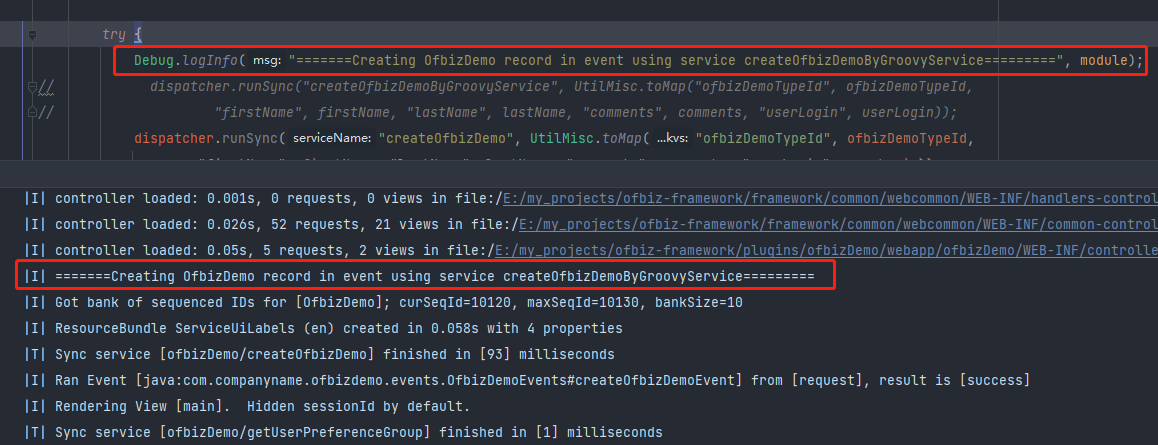 try {
Debug.logInfo( msg: "=======Creating OfbizDemo record in event using service createOfbizDemoByGroovyService=========", module);
// dispatcher.runSync("createOfbizDemoByGroovyService", UtilMisc.toMap("ofbizDemoTypeId", ofbizDemoTypeId,
// "firstName", firstName, "lastName", lastName, "comments", comments, "userLogin", userLogin));
dispatcher.runSync( serviceName: "createOfbizDemo", UtilMisc.toMap( ...kvs: "ofbizDemoTypeId", ofbizDemoTypeId,
|I| controller loaded: 0.001s, 0 requests, 0 views in file:/E:/my_projects/ofbiz-framework/framework/common/webcommon/WEB-INF/handlers-control
|I| controller loaded: 0.026s, 52 requests, 21 views in file:/E:/my_projects/ofbiz-framework/framework/common/webcommon/WEB-INF/common-control
|I| controller loaded: 0.05s, 5 requests, 2 views in file:/E:/my_projects/ofbiz-framework/plugins/ofbizDemo/webapp/ofbizDemo/WEB-INF/controlle
|I| =======Creating OfbizDemo record in event using service createOfbizDemoByGroovyService=========
|I| Got bank of sequenced IDs for [OfbizDemo]; curSeqId=10120, maxSeqId=10130, bankSize=10
|I| ResourceBundle ServiceUiLabels (en) created in 0.058s with 4 properties
|T| Sync service [ofbizDemo/createOfbizDemo] finished in [93] milliseconds
|I| Ran Event [java:com.companyname.ofbizdemo.events.OfbizDemoEvents#createOfbizDemoEvent] from [request], result is [success]
|I| Rendering View [main]. Hidden sessionId by default.
|T| Sync service [ofbizDemo/getUserPreferenceGroup] finished in [1] milliseconds